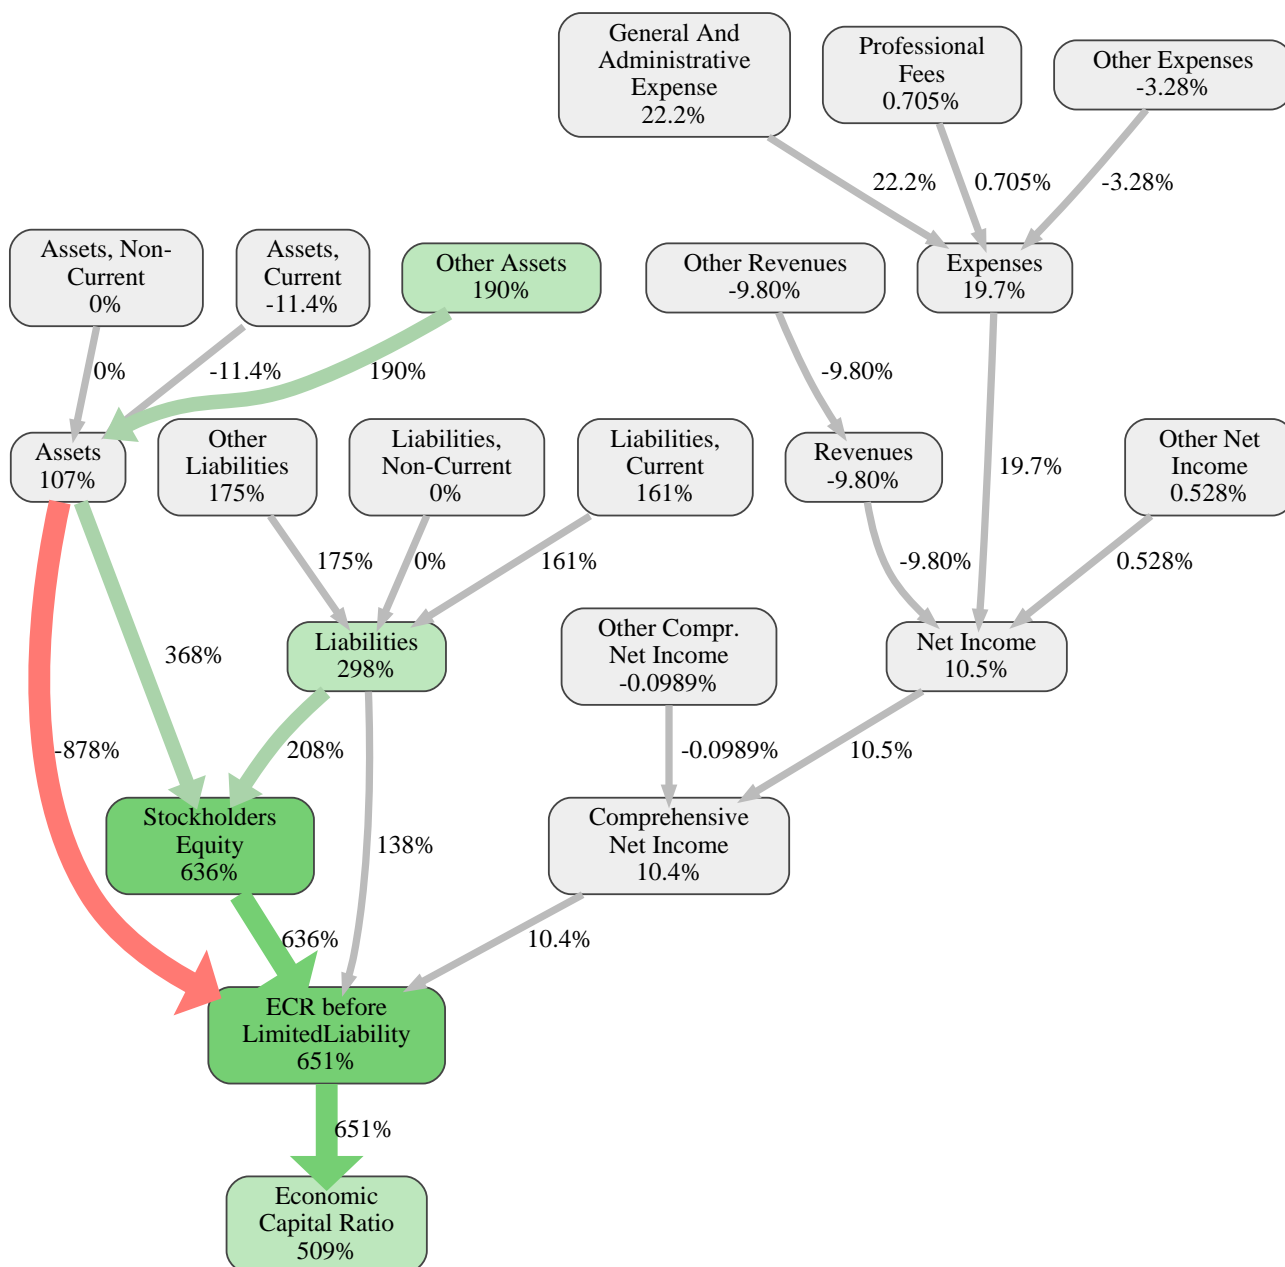 General And
Administrative
Expense
22.2%
Professional
Fees
0.705%
Other Expenses
-3.28%
22.2%
0.705%
-3.28%
Assets, Non-
Current
0%
Assets,
Current
-11.4%
Other Assets
190%
Other Revenues
-9.80%
Expenses
19.7%
0%
-11.4%
190%
-9.80%
Assets
107%
Other
Liabilities
175%
Liabilities,
Non-Current
0%
Liabilities,
Current
161%
Revenues
-9.80%
19.7%
Other Net
Income
0.528%
175%
0%
161%
-9.80%
0.528%
368%
Liabilities
298%
Other Compr.
Net Income
-0.0989%
Net Income
10.5%
-878%
208%
-0.0989%
10.5%
Stockholders
Equity
636%
138%
Comprehensive
Net Income
10.4%
636%
10.4%
ECR before
LimitedLiability
651%
651%
Economic
Capital Ratio
509%